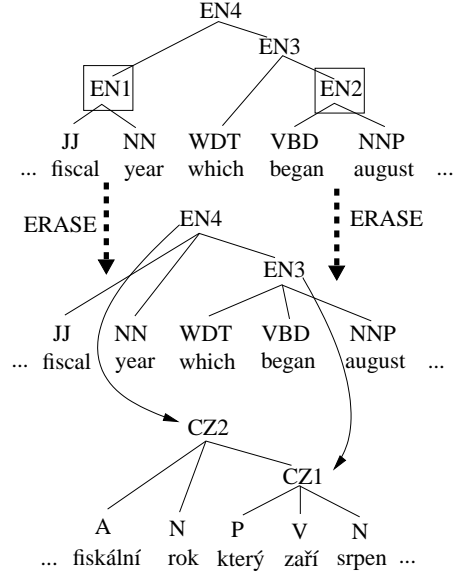 EN4
EN3
EN1 EN2
JJ NN WDT VBD NNP
... fiscal year which began august ...
ERASE EN4 ERASE
EN3
JJ NN WDT VBD NNP
... fiscal year which began august ...
CZ2
CZ1
A N P V N
... fiskální rok který zaří srpen ...